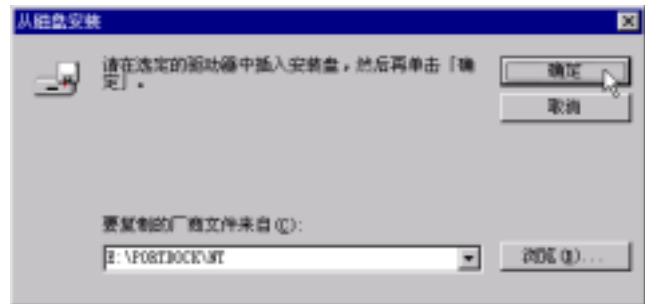 从磁盘安装
请在选定的驱动器中插入安装盘，然后再单击「确
定」。
确定
取消
要复制的厂商文件来自(C):
E:\PORTDOCK\NT
浏览(B)...